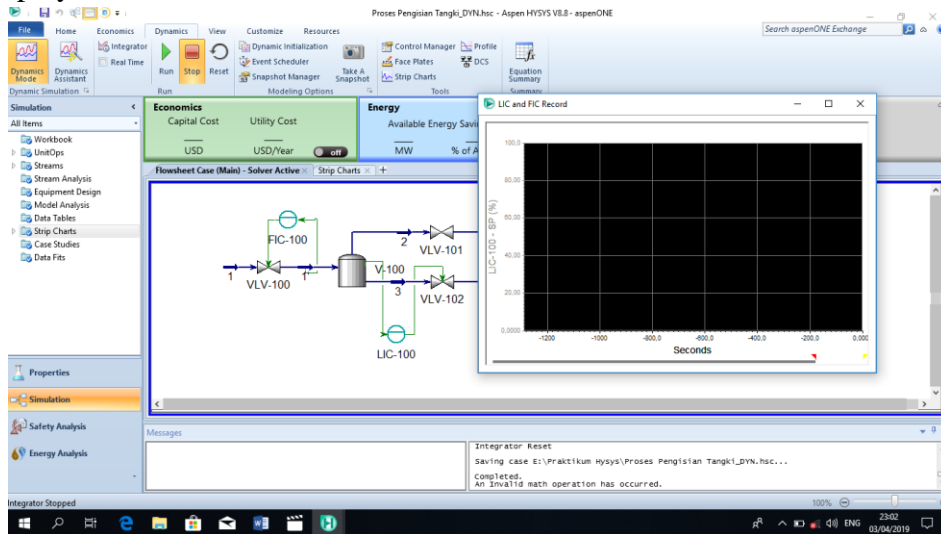 Proses Pengisian Tangki_DYN.hsc - Aspen HYSYS V8.8 - aspenONE
File Home Economics Dynamics View Customize Resources
Search aspenONE Exchange
Dynamics Mode
Dynamics Assistant
Integrator
Real Time
Run
Stop
Reset
Dynamic Initialization
Event Scheduler
Snapshot Manager
Take A Snapshot
Control Manager
Profile
Face Plates
DCS
Strip Charts
Equation Summary
Dynamic Simulation
Run
Modeling Options
Tools
Summary
Simulation
All Items
Workbook
UnitOps
Streams
Stream Analysis
Equipment Design
Model Analysis
Data Tables
Strip Charts
Case Studies
Data Fits
Properties
Simulation
Safety Analysis
Energy Analysis
Economics
Capital Cost Utility Cost
USD USD/Year off
Energy
Available Energy Savi
MW % of A
Flowsheet Case (Main) - Solver Active Strip Charts +
FIC-100
1
VLV-100
1'
V-100
2
VLV-101
3
VLV-102
LIC-100
LIC and FIC Record
LIC-100 - SP (%)
100.0
80.00
60.00
40.00
20.00
0.0000
-1200 -1000 -800.0 -600.0 -400.0 -200.0 0.000
Seconds
Messages
Integrator Reset
Saving case E:\Praktikum Hysys\Proses Pengisian Tangki_DYN.hsc...
Completed.
An Invalid math operation has occurred.
Integrator Stopped
100%
ENG
23:02
03/04/2019